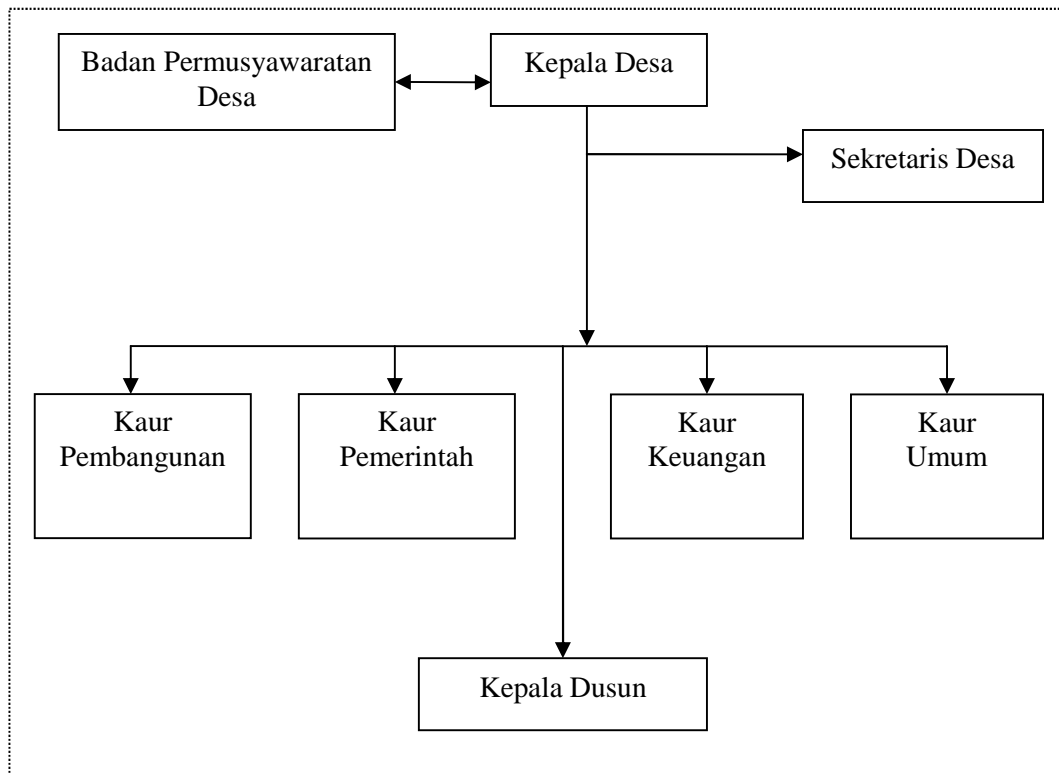 Badan Permusyawaratan
Desa
Kepala Desa
Sekretaris Desa
Kaur
Pembangunan
Kaur
Pemerintah
Kaur
Keuangan
Kaur
Umum
Kepala Dusun